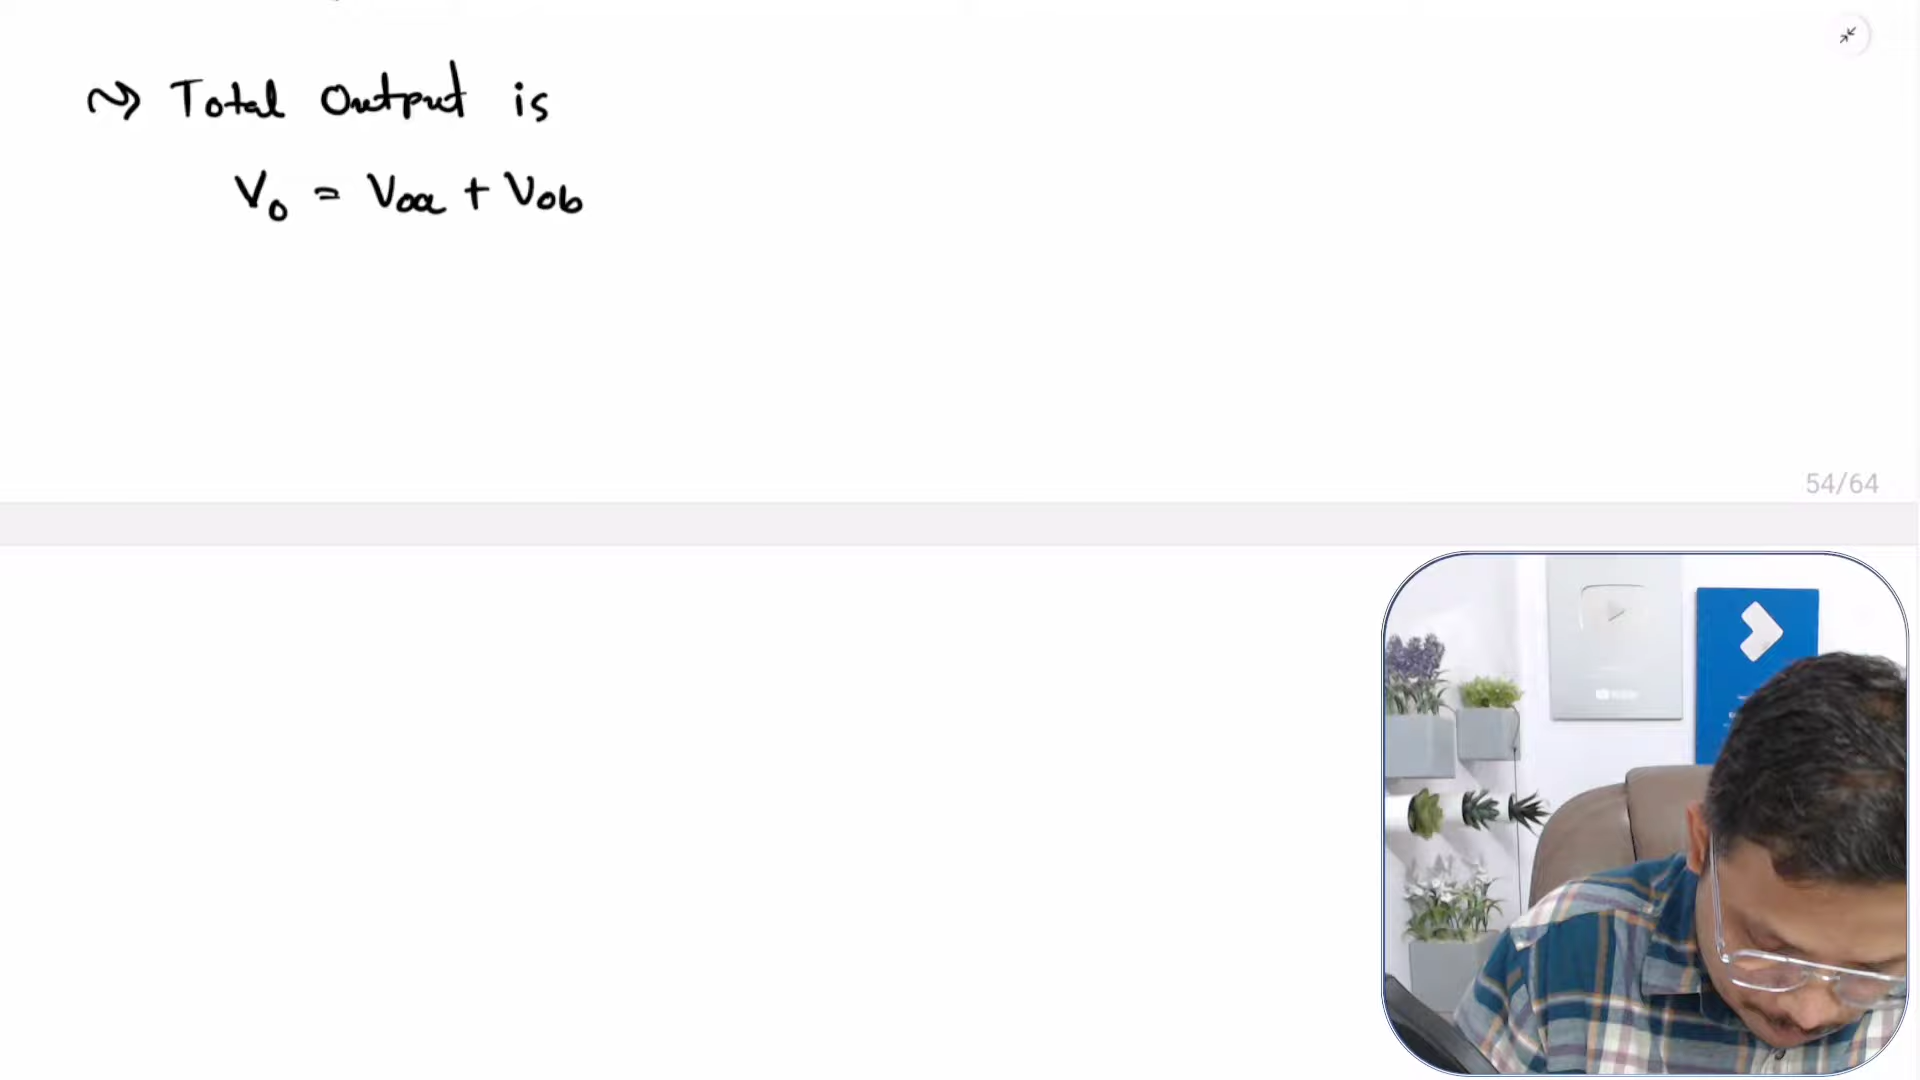 ~> Total Output is
V₀ = Voa + Vob
54/64